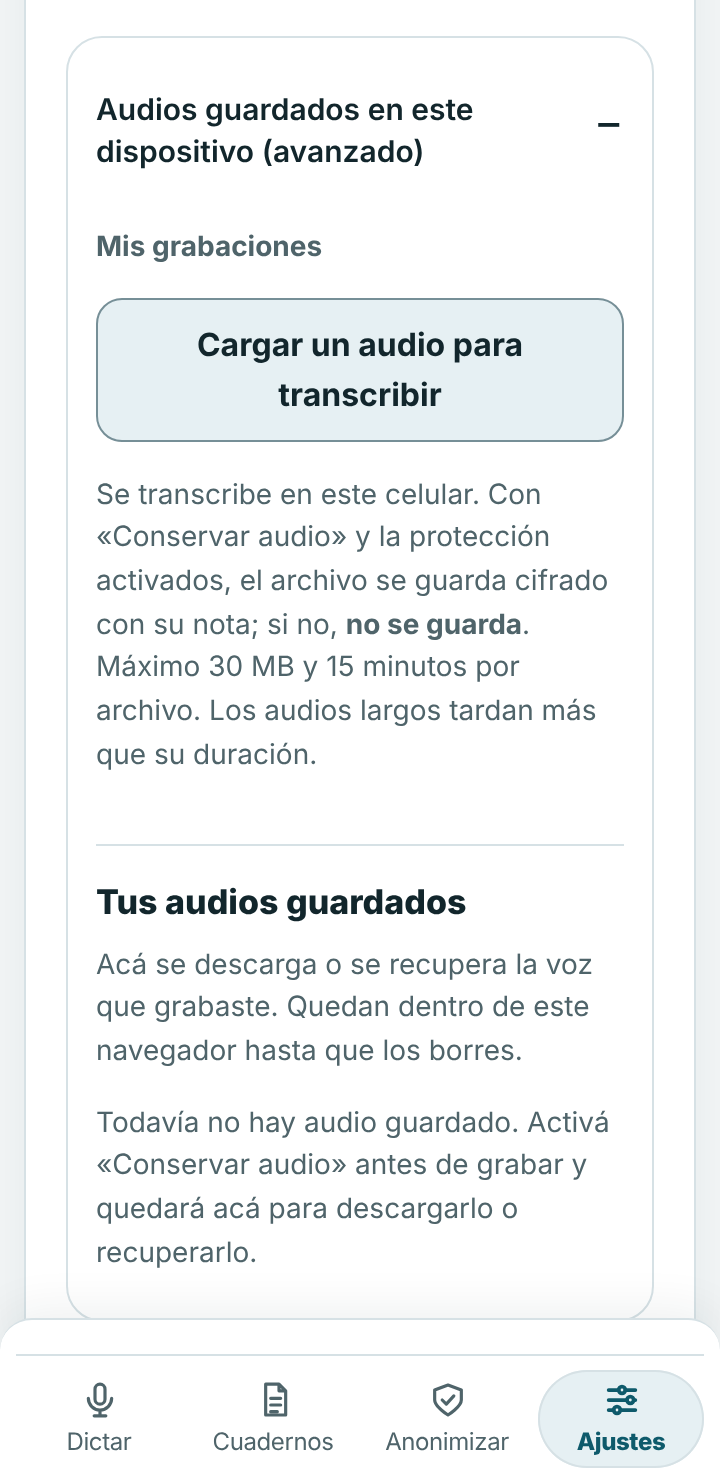 Audios guardados en este
dispositivo (avanzado)
Mis grabaciones
Cargar un audio para
transcribir
Se transcribe en este celular. Con
«Conservar audio» y la protección
activados, el archivo se guarda cifrado
con su nota; si no, no se guarda.
Máximo 30 MB y 15 minutos por
archivo. Los audios largos tardan más
que su duración.
Tus audios guardados
Acá se descarga o se recupera la voz
que grabaste. Quedan dentro de este
navegador hasta que los borres.
Todavía no hay audio guardado. Activá
«Conservar audio» antes de grabar y
quedará acá para descargarlo o
recuperarlo.
Dictar
Cuadernos
Anonimizar
Ajustes